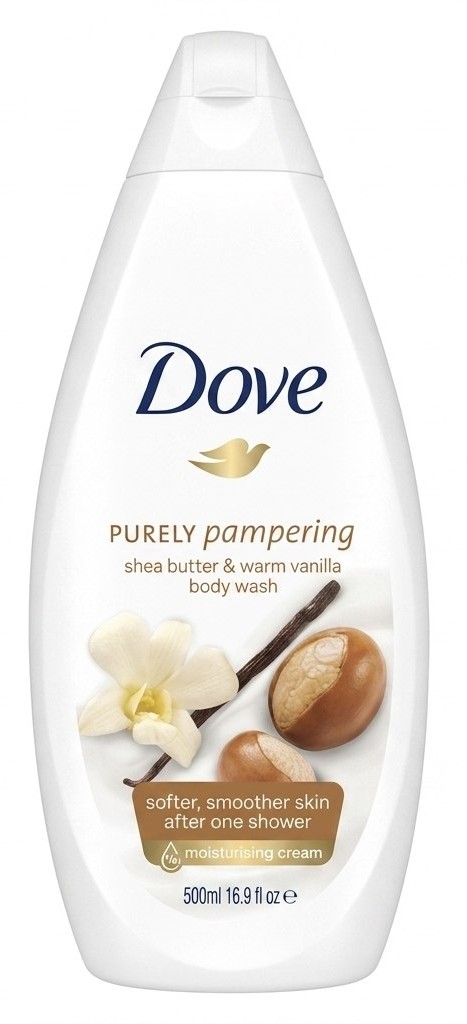 Dove
PURELY pampering
shea butter & warm vanilla
body wash
softer, smoother skin
after one shower
moisturising cream
500ml 16.9 fl oz ℮